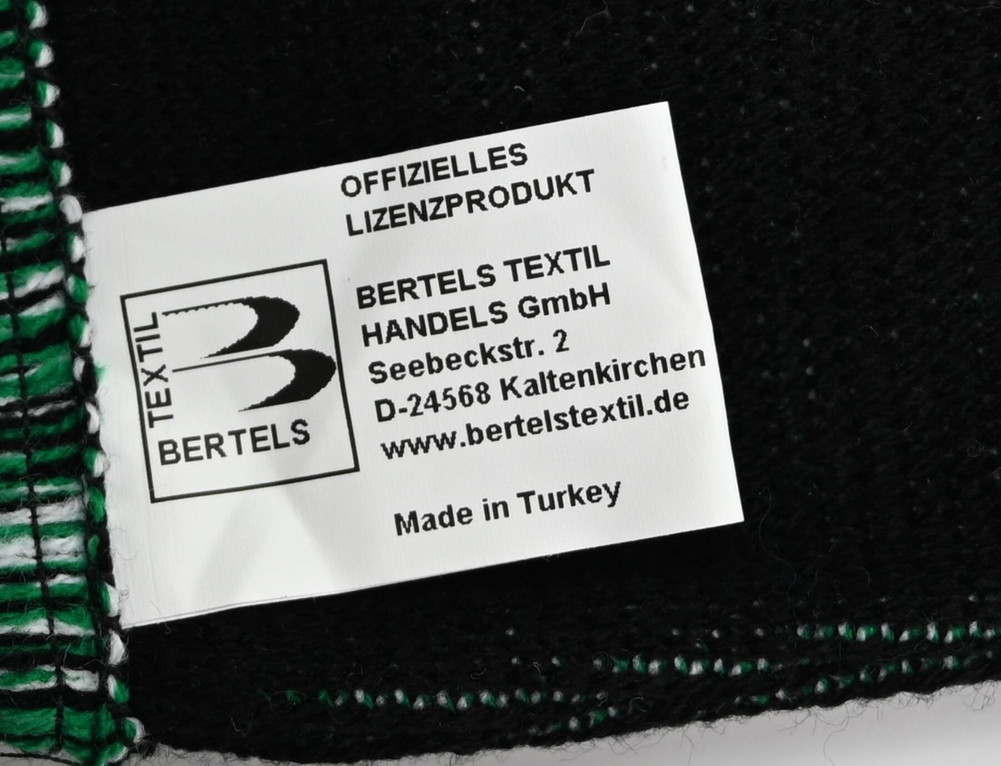 OFFIZIELLES
LIZENZPRODUKT
TEXTIL
BERTELS
BERTELS TEXTIL
HANDELS GmbH
Seebeckstr. 2
D-24568 Kaltenkirchen
www.bertelstextil.de
Made in Turkey